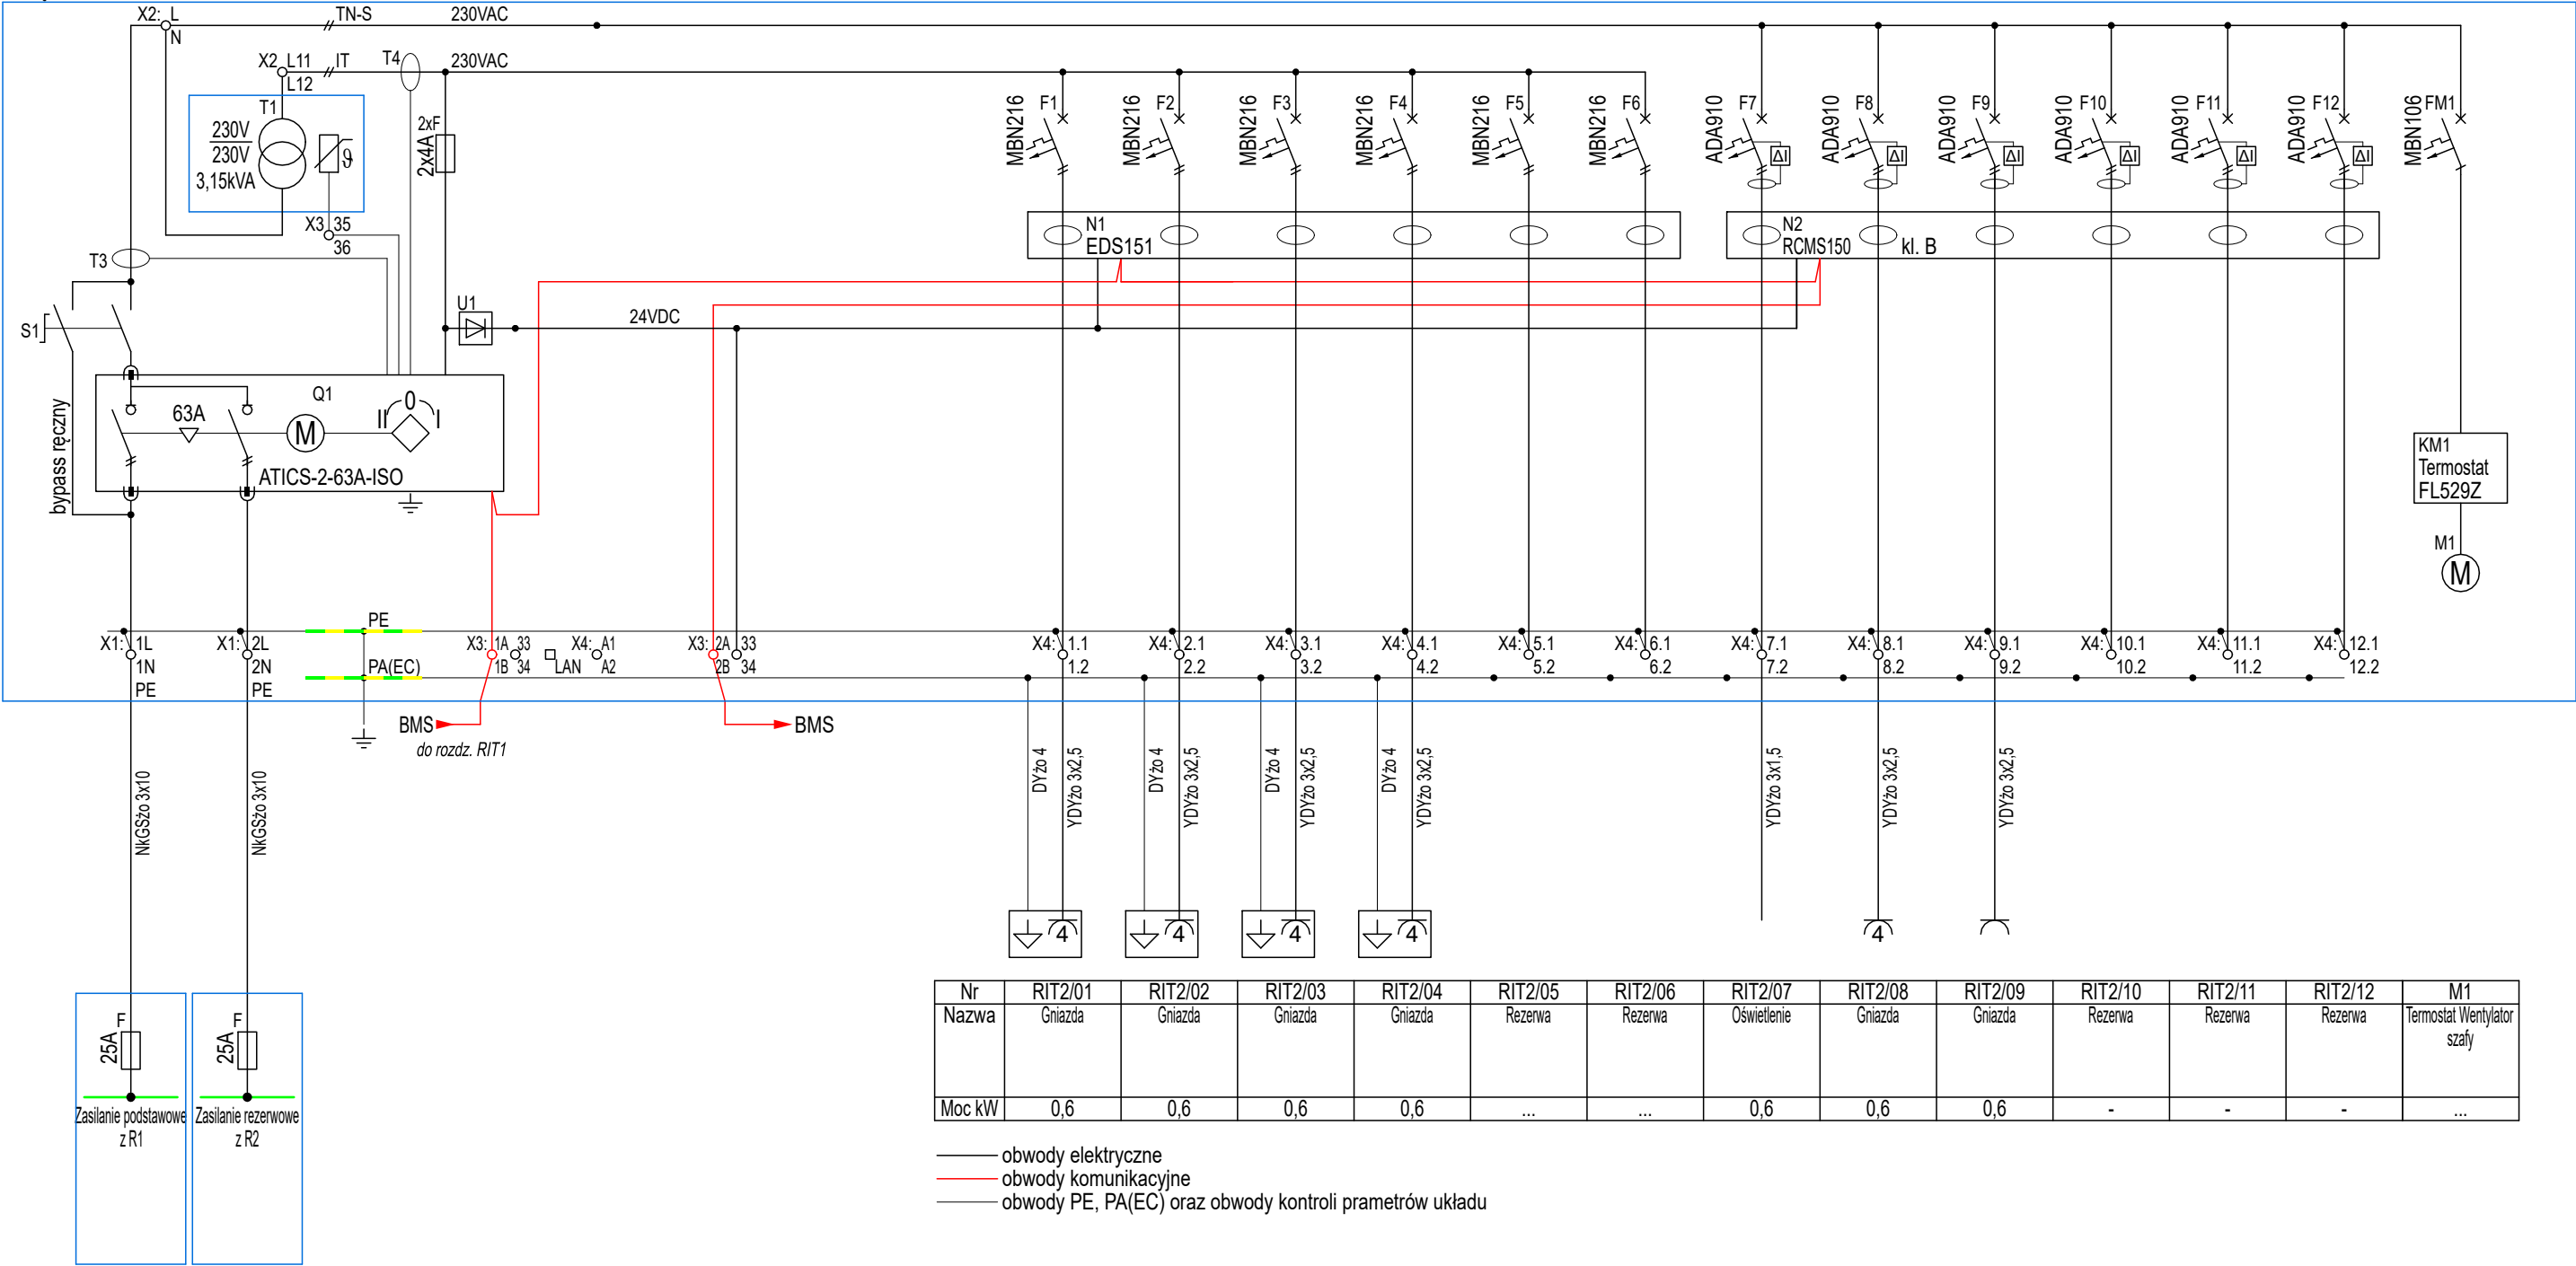 X2: L
N
TN-S
230VAC
X2 L11
L12
IT
T4
230VAC
T1
230V
230V
3,15kVA
ϑ
X3 35
36
2xF
2x4A
T3
S1
bypass ręczny
U1
24VDC
Q1
63A
M
II 0 I
ATICS-2-63A-ISO
MBN216 F1
MBN216 F2
MBN216 F3
MBN216 F4
MBN216 F5
MBN216 F6
ADA910 F7
ADA910 F8
ADA910 F9
ADA910 F10
ADA910 F11
ADA910 F12
MBN106 FM1
ΔI ΔI ΔI ΔI ΔI ΔI
N1
EDS151
N2
RCMS150 kl. B
KM1
Termostat
FL529Z
M1
M
PE
PA(EC)
X1: 1L
1N
PE
X1: 2L
2N
PE
X3: 1A 33
1B 34
LAN
X4: A1
A2
X3: 2A 33
2B 34
X4: 1.1
1.2
X4: 2.1
2.2
X4: 3.1
3.2
X4: 4.1
4.2
X4: 5.1
5.2
X4: 6.1
6.2
X4: 7.1
7.2
X4: 8.1
8.2
X4: 9.1
9.2
X4: 10.1
10.2
X4: 11.1
11.2
X4: 12.1
12.2
BMS
do rozdz. RIT1
BMS
NkGSżo 3x10
NkGSżo 3x10
DYżo 4
YDYżo 3x2,5
DYżo 4
YDYżo 3x2,5
DYżo 4
YDYżo 3x2,5
DYżo 4
YDYżo 3x2,5
YDYżo 3x1,5
YDYżo 3x2,5
YDYżo 3x2,5
4 4 4 4 4
F
25A
Zasilanie podstawowe
z R1
F
25A
Zasilanie rezerwowe
z R2
Nr RIT2/01 RIT2/02 RIT2/03 RIT2/04 RIT2/05 RIT2/06 RIT2/07 RIT2/08 RIT2/09 RIT2/10 RIT2/11 RIT2/12 M1
Nazwa Gniazda Gniazda Gniazda Gniazda Rezerwa Rezerwa Oświetlenie Gniazda Gniazda Rezerwa Rezerwa Rezerwa Termostat Wentylator
szafy
Moc kW 0,6 0,6 0,6 0,6 ... ... 0,6 0,6 0,6 - - - ...
obwody elektryczne
obwody komunikacyjne
obwody PE, PA(EC) oraz obwody kontroli prametrów układu